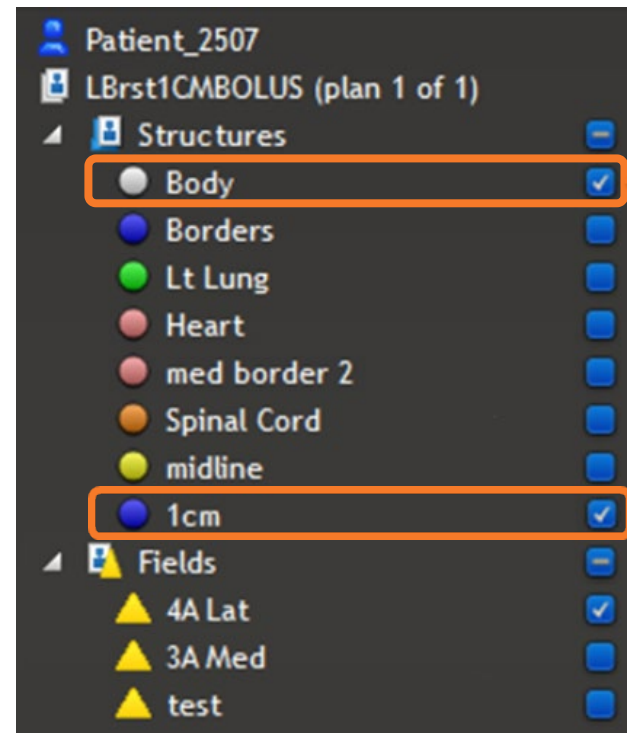 Patient_2507
LBrst1CMBOLUS (plan 1 of 1)
Structures
Body
Borders
Lt Lung
Heart
med border 2
Spinal Cord
midline
1cm
Fields
4A Lat
3A Med
test